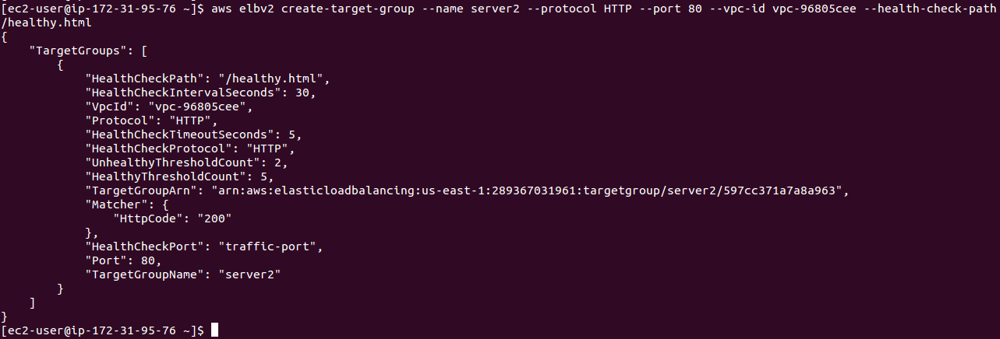 [ec2-user@ip-172-31-95-76 ~]$ aws elbv2 create-target-group --name server2 --protocol HTTP --port 80 --vpc-id vpc-96805cee --health-check-path
/healthy.html
{
    "TargetGroups": [
        {
            "HealthCheckPath": "/healthy.html",
            "HealthCheckIntervalSeconds": 30,
            "VpcId": "vpc-96805cee",
            "Protocol": "HTTP",
            "HealthCheckTimeoutSeconds": 5,
            "HealthCheckProtocol": "HTTP",
            "UnhealthyThresholdCount": 2,
            "HealthyThresholdCount": 5,
            "TargetGroupArn": "arn:aws:elasticloadbalancing:us-east-1:289367031961:targetgroup/server2/597cc371a7a8a963",
            "Matcher": {
                "HttpCode": "200"
            },
            "HealthCheckPort": "traffic-port",
            "Port": 80,
            "TargetGroupName": "server2"
        }
    ]
}
[ec2-user@ip-172-31-95-76 ~]$